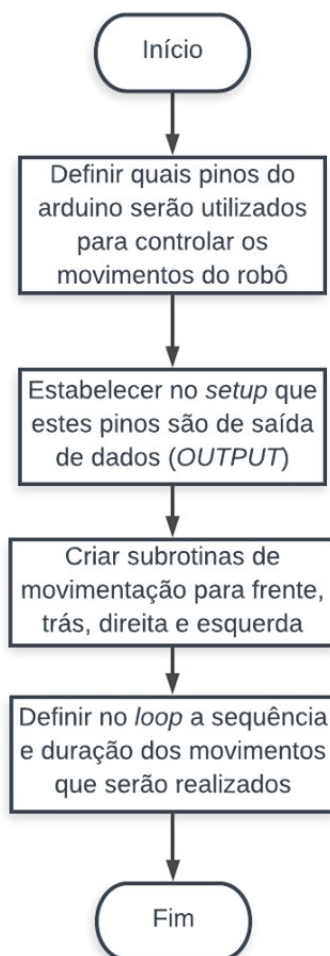 Início
Definir quais pinos do
arduino serão utilizados
para controlar os
movimentos do robô
Estabelecer no setup que
estes pinos são de saída
de dados (OUTPUT)
Criar subrotinas de
movimentação para frente,
trás, direita e esquerda
Definir no loop a sequência
e duração dos movimentos
que serão realizados
Fim